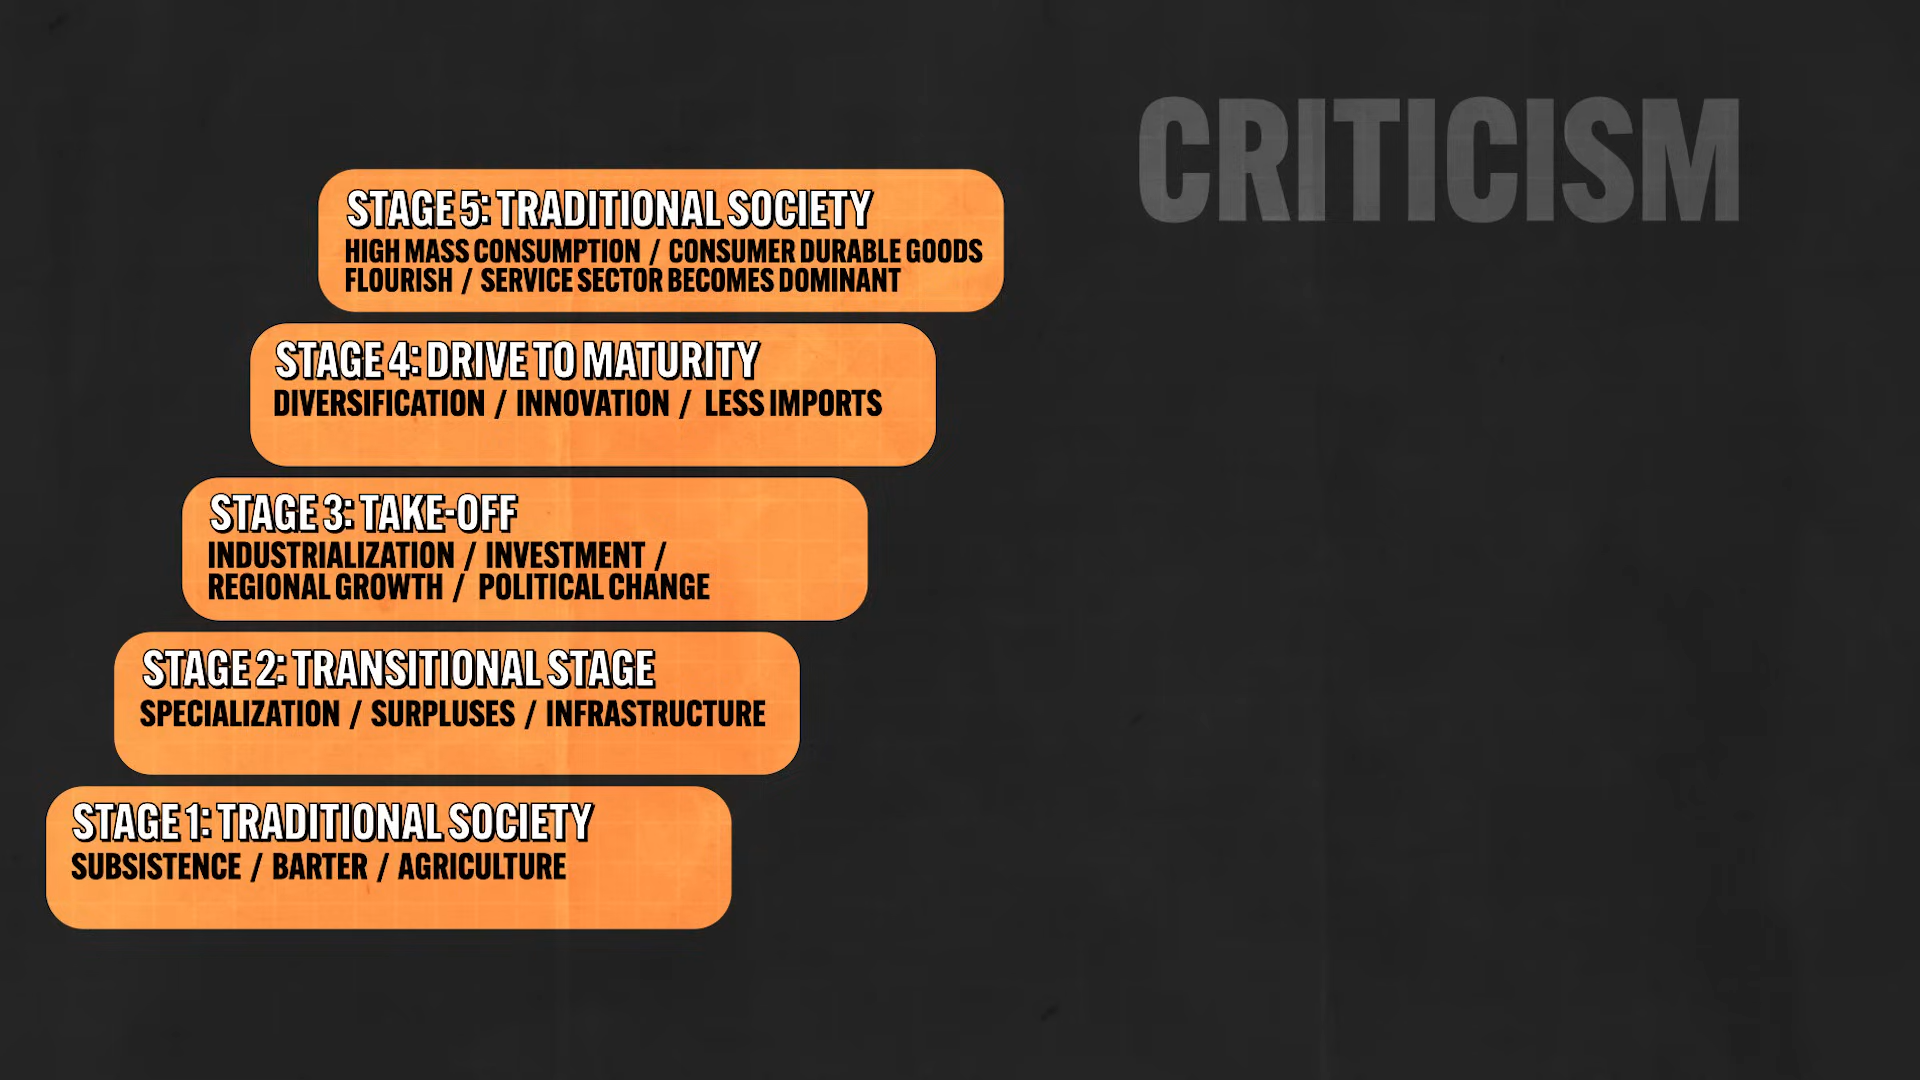 CRITICISM
STAGE 5: TRADITIONAL SOCIETY
HIGH MASS CONSUMPTION / CONSUMER DURABLE GOODS
FLOURISH / SERVICE SECTOR BECOMES DOMINANT
STAGE 4: DRIVE TO MATURITY
DIVERSIFICATION / INNOVATION / LESS IMPORTS
STAGE 3: TAKE-OFF
INDUSTRIALIZATION / INVESTMENT /
REGIONAL GROWTH / POLITICAL CHANGE
STAGE 2: TRANSITIONAL STAGE
SPECIALIZATION / SURPLUSES / INFRASTRUCTURE
STAGE 1: TRADITIONAL SOCIETY
SUBSISTENCE / BARTER / AGRICULTURE